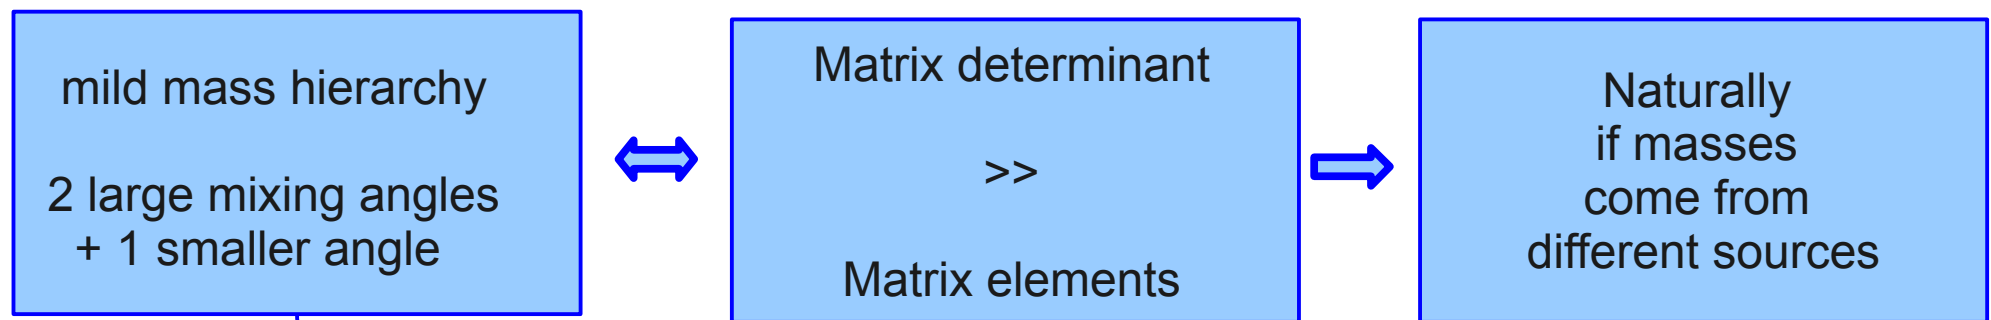 mild mass hierarchy
2 large mixing angles
+ 1 smaller angle
Matrix determinant
>>
Matrix elements
Naturally
if masses
come from
different sources